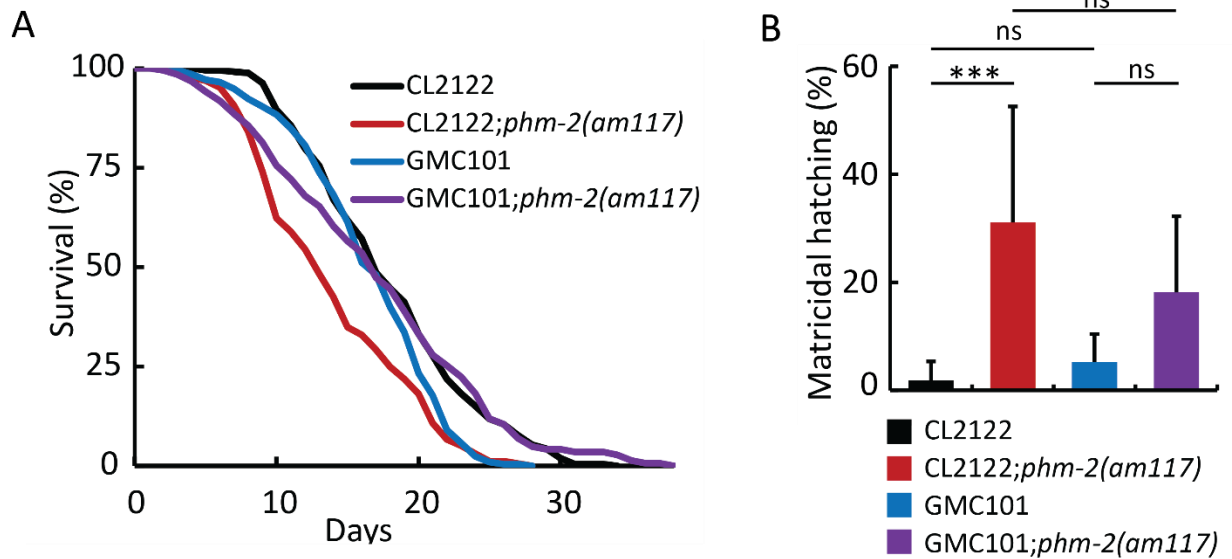 A
100
75
50
25
0
Survival (%)
0 10 20 30
Days
CL2122
CL2122;phm-2(am117)
GMC101
GMC101;phm-2(am117)
B
ns
ns
*** ns
60
40
20
0
Matricidal hatching (%)
CL2122
CL2122;phm-2(am117)
GMC101
GMC101;phm-2(am117)